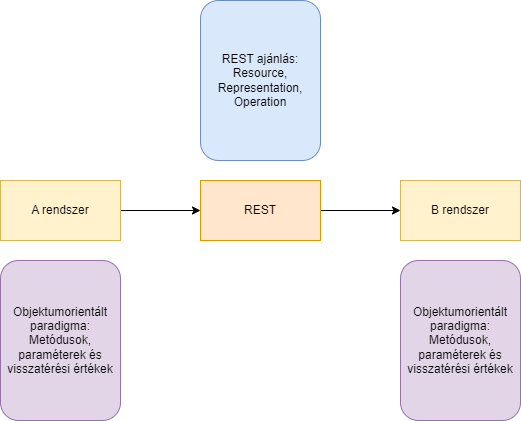 REST ajánlás:
Resource,
Representation,
Operation
A rendszer
REST
B rendszer
Objektumorientált
paradigma:
Metódusok,
paraméterek és
visszatérési értékek
Objektumorientált
paradigma:
Metódusok,
paraméterek és
visszatérési értékek